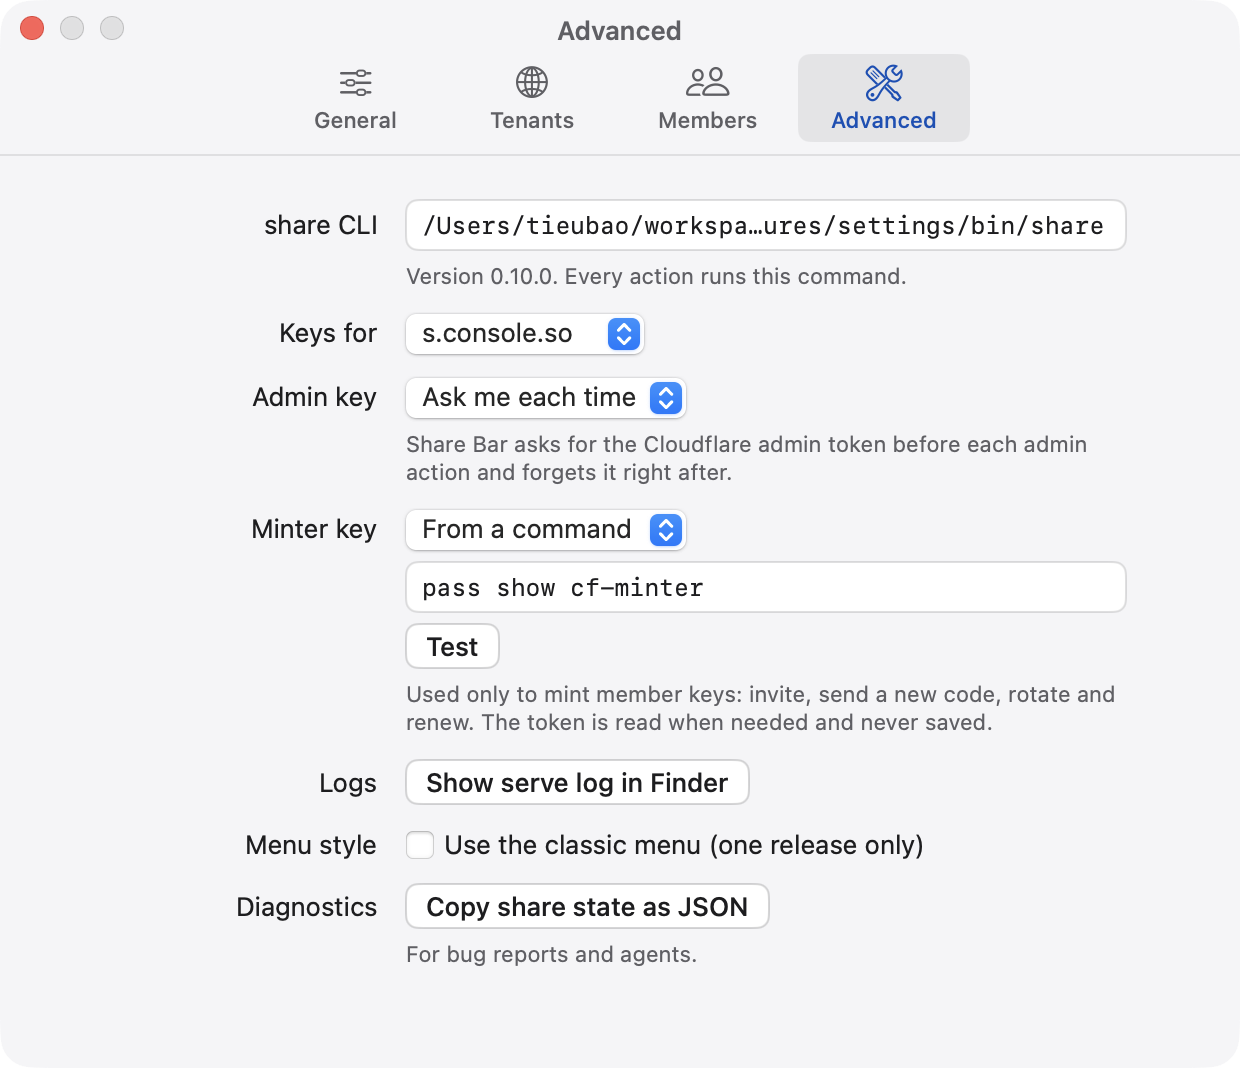 Advanced
General
Tenants
Members
Advanced
share CLI
/Users/tieubao/workspa…ures/settings/bin/share
Version 0.10.0. Every action runs this command.
Keys for
s.console.so
Admin key
Ask me each time
Share Bar asks for the Cloudflare admin token before each admin
action and forgets it right after.
Minter key
From a command
pass show cf-minter
Test
Used only to mint member keys: invite, send a new code, rotate and
renew. The token is read when needed and never saved.
Logs
Show serve log in Finder
Menu style
Use the classic menu (one release only)
Diagnostics
Copy share state as JSON
For bug reports and agents.